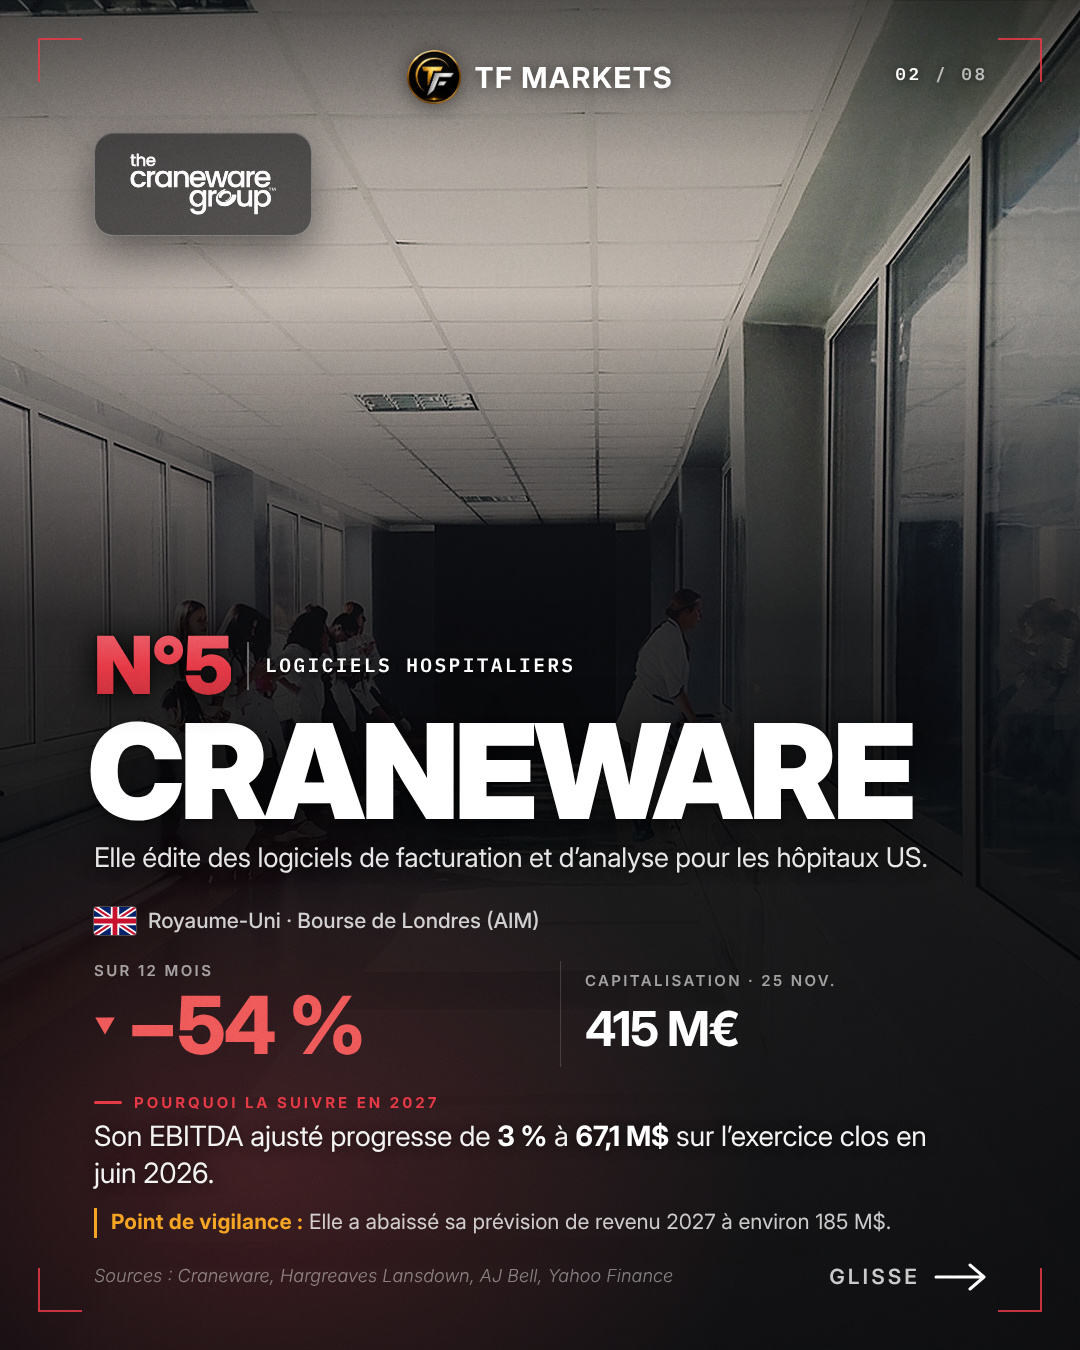 TF MARKETS
02 / 08
the
craneware
group™
N°5
LOGICIELS HOSPITALIERS
CRANEWARE
Elle édite des logiciels de facturation et d’analyse pour les hôpitaux US.
Royaume-Uni · Bourse de Londres (AIM)
SUR 12 MOIS
▼ –54 %
CAPITALISATION · 25 NOV.
415 M€
POURQUOI LA SUIVRE EN 2027
Son EBITDA ajusté progresse de 3 % à 67,1 M$ sur l’exercice clos en
juin 2026.
Point de vigilance : Elle a abaissé sa prévision de revenu 2027 à environ 185 M$.
Sources : Craneware, Hargreaves Lansdown, AJ Bell, Yahoo Finance
GLISSE →